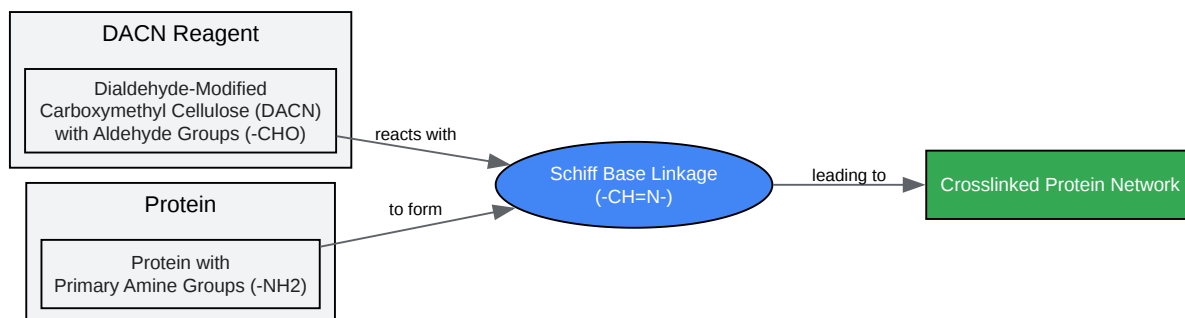 DACN Reagent
Dialdehyde-Modified
Carboxymethyl Cellulose (DACN)
with Aldehyde Groups (-CHO)
reacts with
Protein
Protein with
Primary Amine Groups (-NH2)
to form
Schiff Base Linkage
(-CH=N-)
leading to
Crosslinked Protein Network